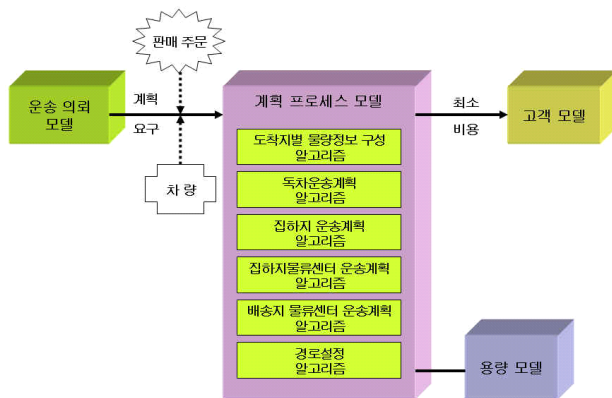 판매 주문
운송 의뢰
모델
계획
요구
차 량
계획 프로세스 모델
도착지별 물량정보 구성
알고리즘
독차운송계획
알고리즘
집하지 운송계획
알고리즘
집하지물류센터 운송계획
알고리즘
배송지 물류센터 운송계획
알고리즘
경로설정
알고리즘
최소
비용
고객 모델
용량 모델